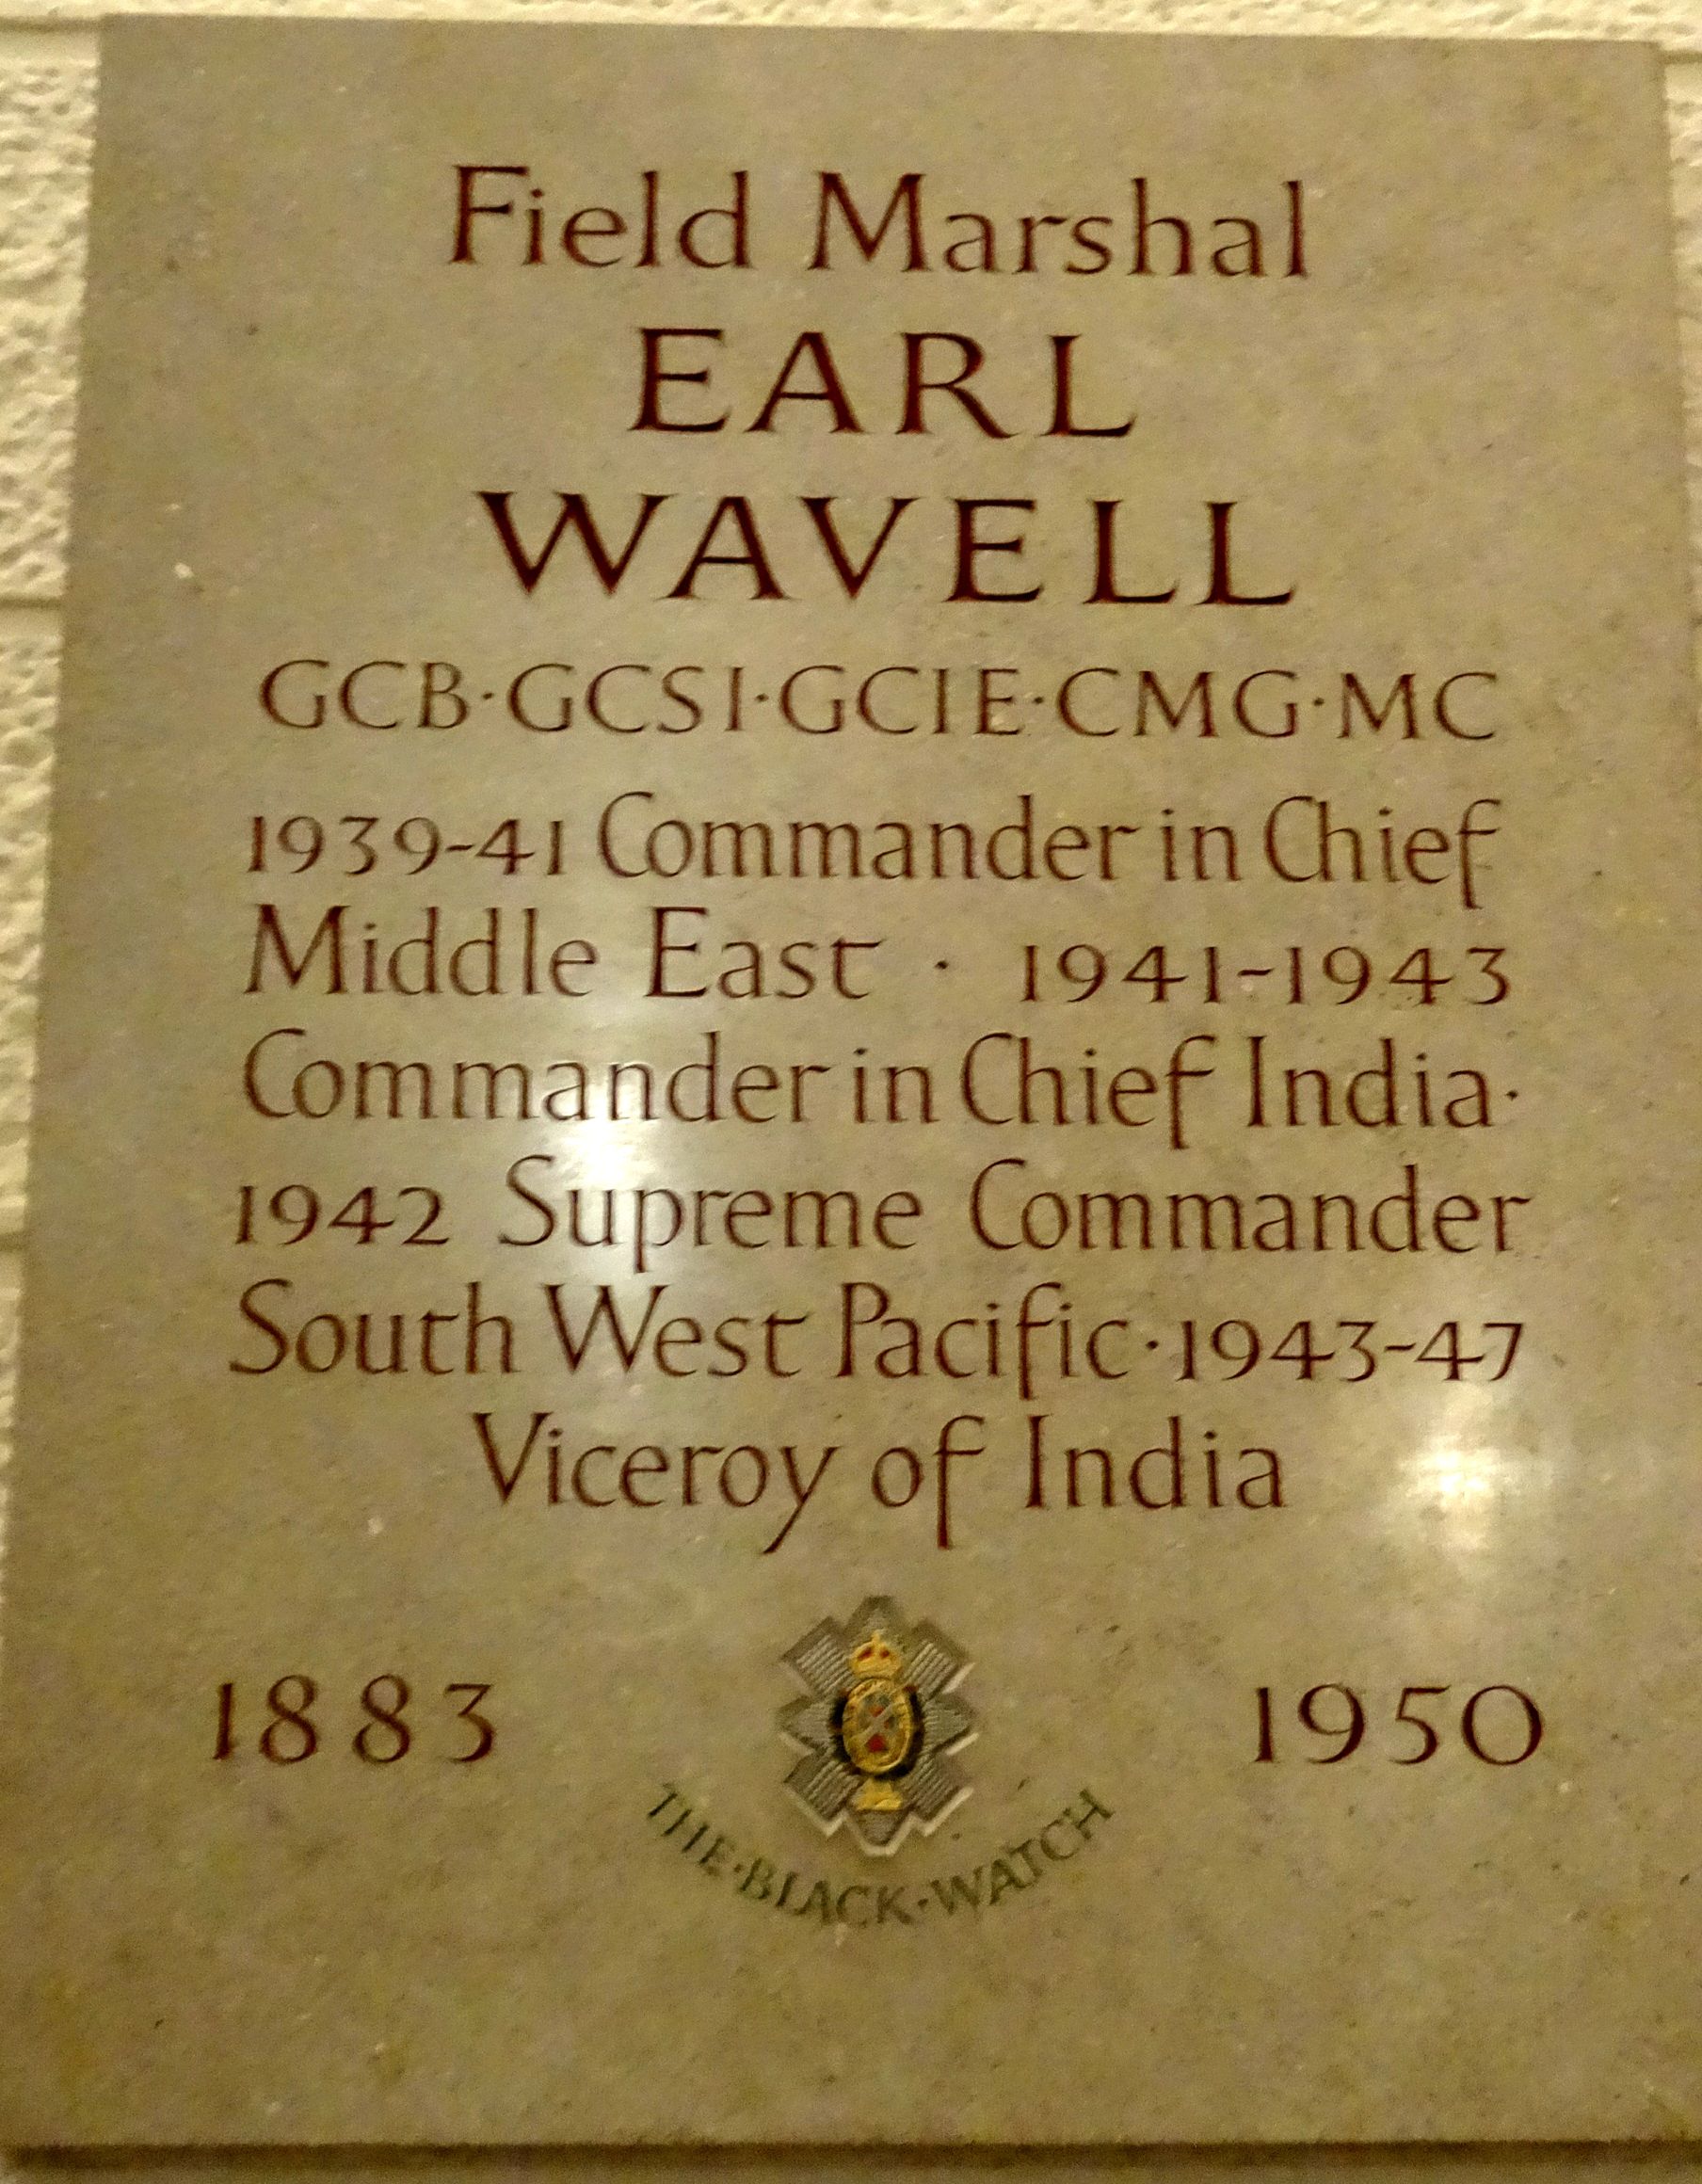 Field Marshal
EARL
WAVELL
GCB·GCSI·GCIE·CMG·MC
1939-41 Commander in Chief
Middle East · 1941-1943
Commander in Chief India·
1942 Supreme Commander
South West Pacific·1943-47
Viceroy of India
1883 1950
THE·BLACK·WATCH